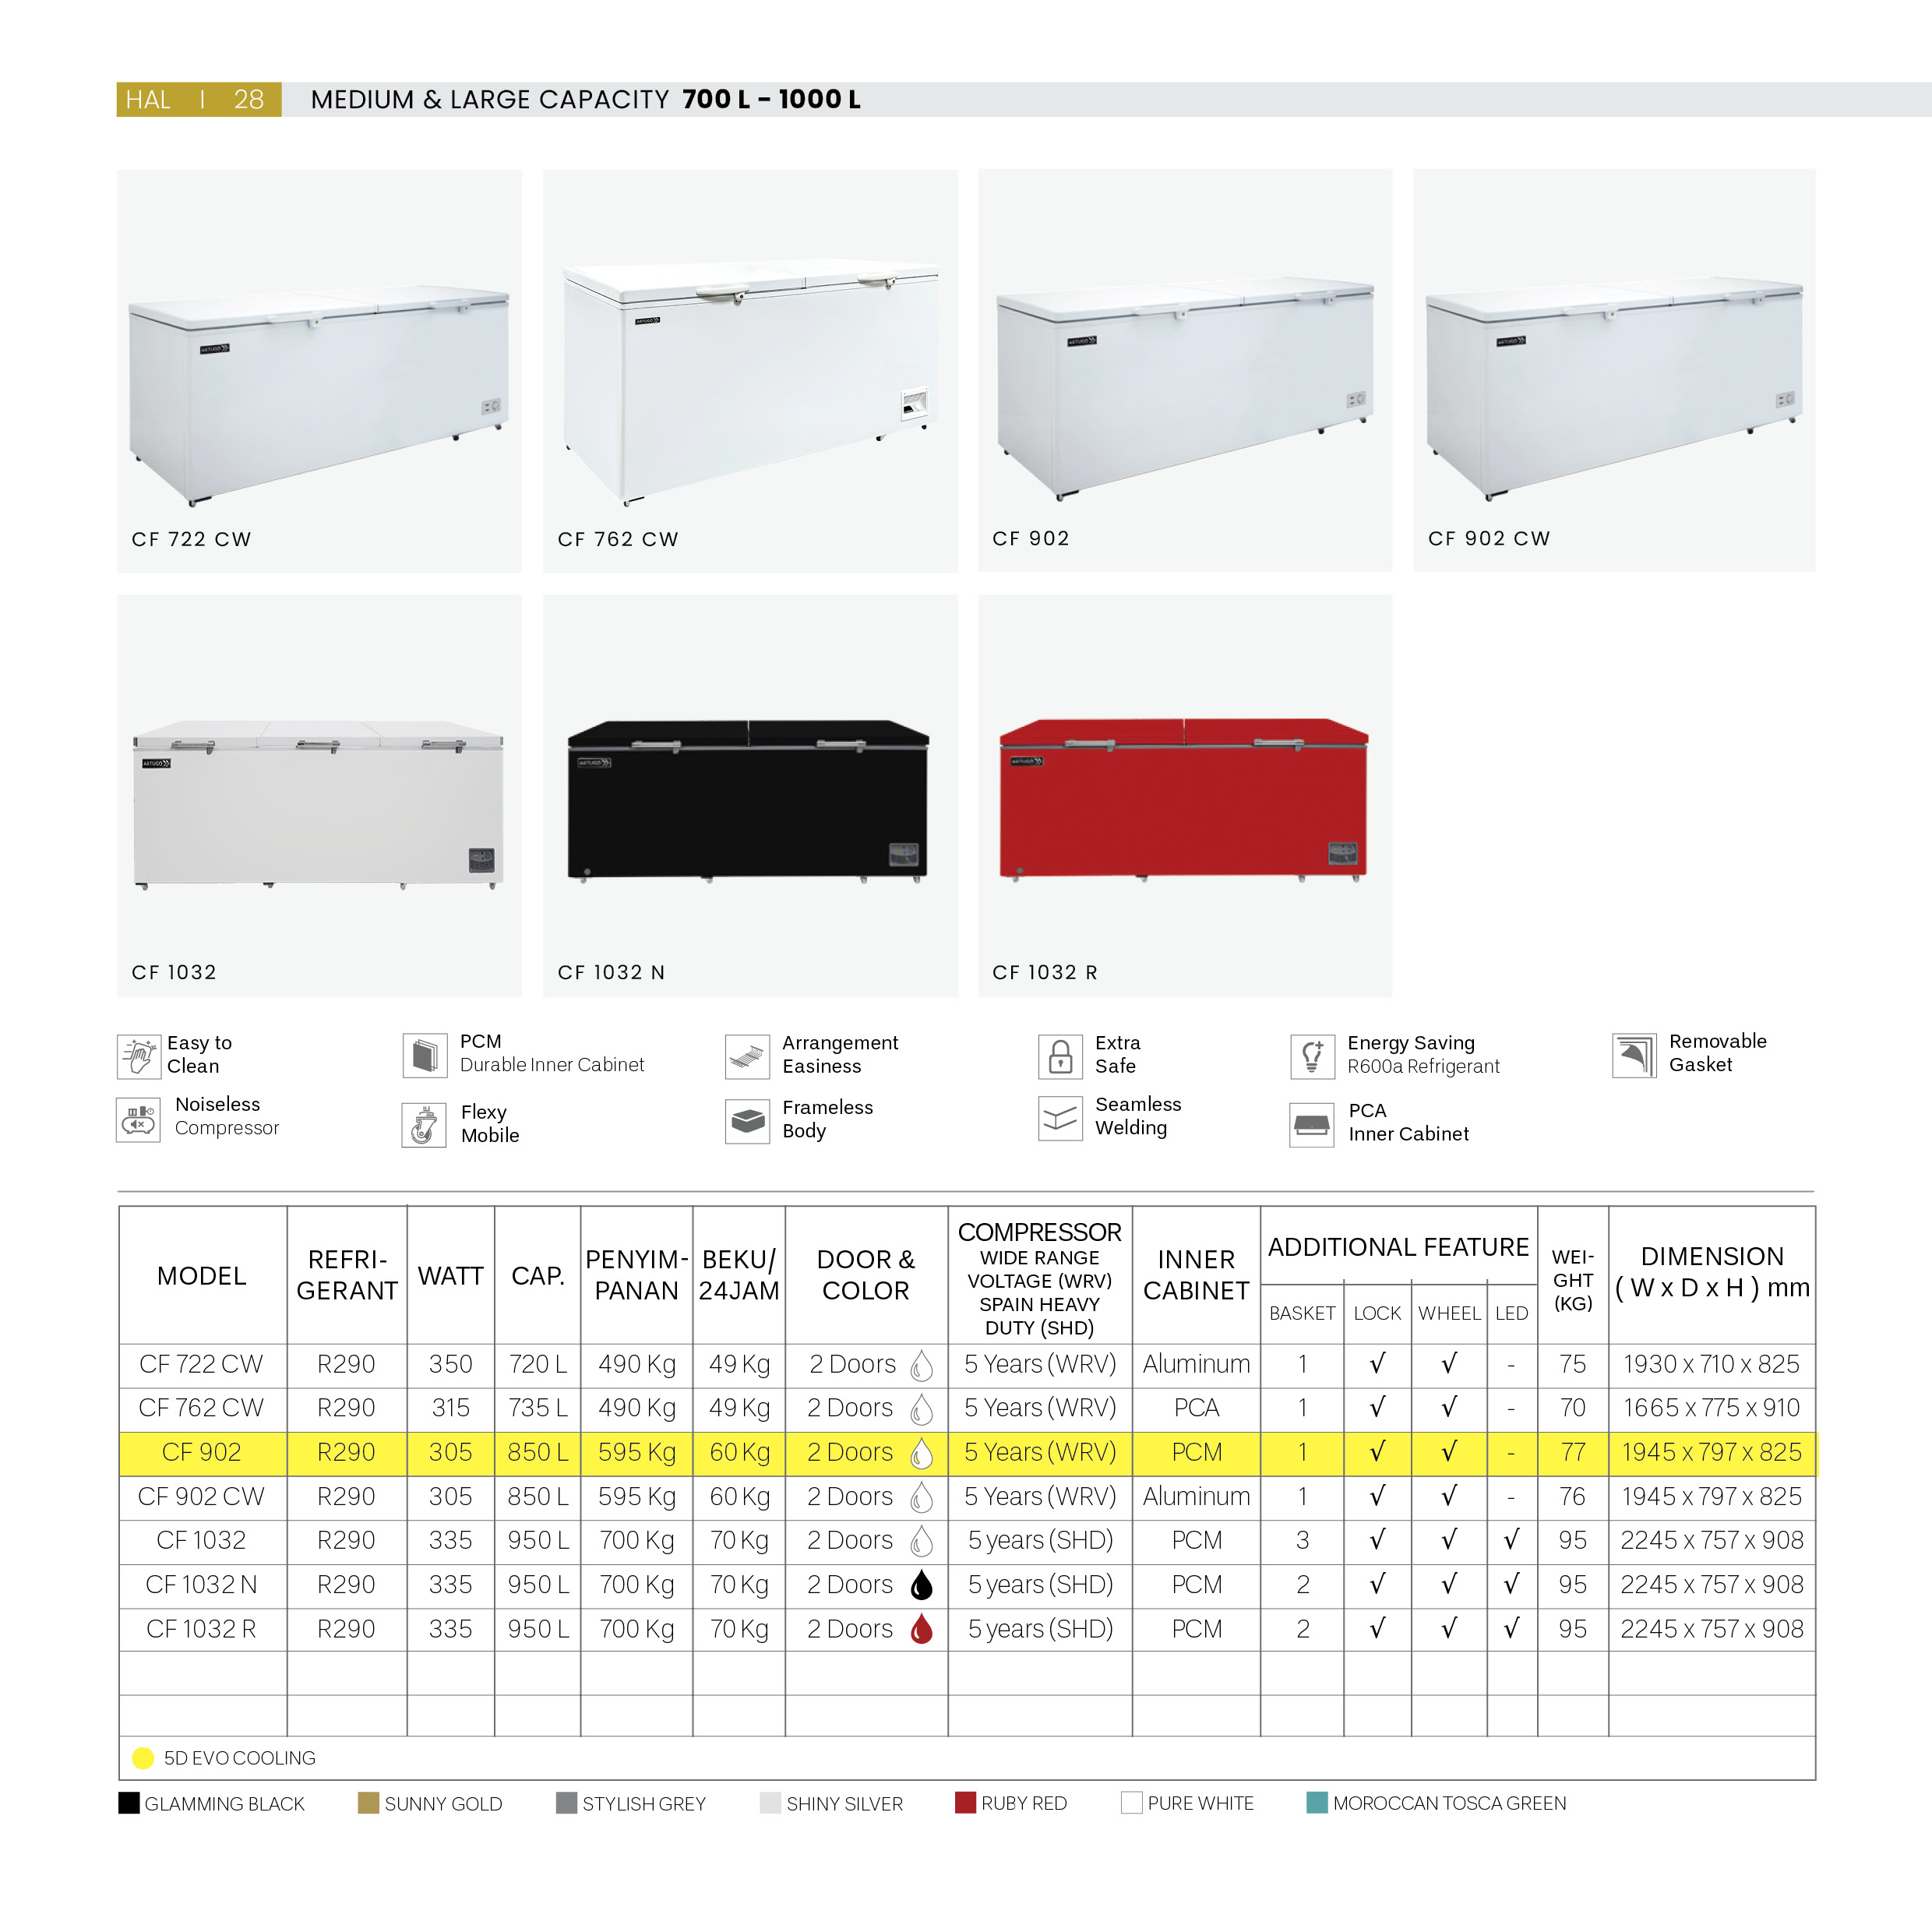 HAL | 28 MEDIUM & LARGE CAPACITY 700 L - 1000 L
ARTUGO
ARTUGO
ARTUGO
ARTUGO
CF 722 CW
CF 762 CW
CF 902
CF 902 CW
ARTUGO
ARTUGO
ARTUGO
CF 1032
CF 1032 N
CF 1032 R
Easy to
Clean
PCM
Durable Inner Cabinet
Arrangement
Easiness
Extra
Safe
Energy Saving
R600a Refrigerant
Removable
Gasket
Noiseless
Compressor
Flexy
Mobile
Frameless
Body
Seamless
Welding
PCA
Inner Cabinet
MODEL
REFRI-
GERANT
WATT
CAP.
PENYIM-
PANAN
BEKU/
24JAM
DOOR &
COLOR
COMPRESSOR
WIDE RANGE
VOLTAGE (WRV)
SPAIN HEAVY
DUTY (SHD)
INNER
CABINET
ADDITIONAL FEATURE
BASKET LOCK WHEEL LED
WEI-
GHT
(KG)
DIMENSION
( W x D x H ) mm
CF 722 CW R290 350 720 L 490 Kg 49 Kg 2 Doors 5 Years (WRV) Aluminum 1 √ √ - 75 1930 x 710 x 825
CF 762 CW R290 315 735 L 490 Kg 49 Kg 2 Doors 5 Years (WRV) PCA 1 √ √ - 70 1665 x 775 x 910
CF 902 R290 305 850 L 595 Kg 60 Kg 2 Doors 5 Years (WRV) PCM 1 √ √ - 77 1945 x 797 x 825
CF 902 CW R290 305 850 L 595 Kg 60 Kg 2 Doors 5 Years (WRV) Aluminum 1 √ √ - 76 1945 x 797 x 825
CF 1032 R290 335 950 L 700 Kg 70 Kg 2 Doors 5 years (SHD) PCM 3 √ √ √ 95 2245 x 757 x 908
CF 1032 N R290 335 950 L 700 Kg 70 Kg 2 Doors 5 years (SHD) PCM 2 √ √ √ 95 2245 x 757 x 908
CF 1032 R R290 335 950 L 700 Kg 70 Kg 2 Doors 5 years (SHD) PCM 2 √ √ √ 95 2245 x 757 x 908
5D EVO COOLING
GLAMMING BLACK SUNNY GOLD STYLISH GREY SHINY SILVER RUBY RED PURE WHITE MOROCCAN TOSCA GREEN